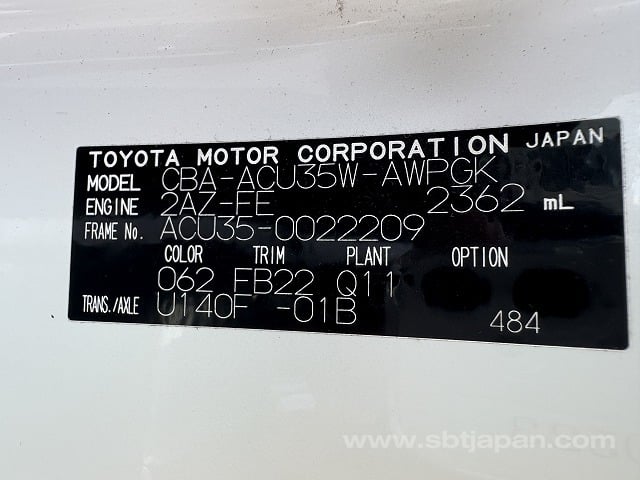 TOYOTA MOTOR CORPORATION JAPAN
MODEL CBA-ACU35W-AWPGK
ENGINE 2AZ-FE 2362 mL
FRAME No. ACU35-0022209
COLOR TRIM PLANT OPTION
062 FB22 Q11
TRANS./AXLE U140F -01B
484
www.sbtjapan.com